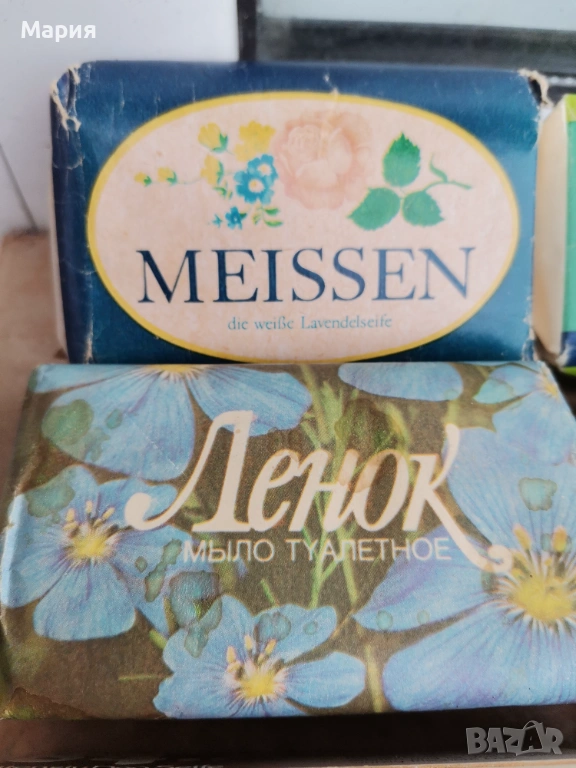 Мария
MEISSEN
die weiße Lavendelseife
Ленок
МЫЛО ТУАЛЕТНОЕ
BAZAR